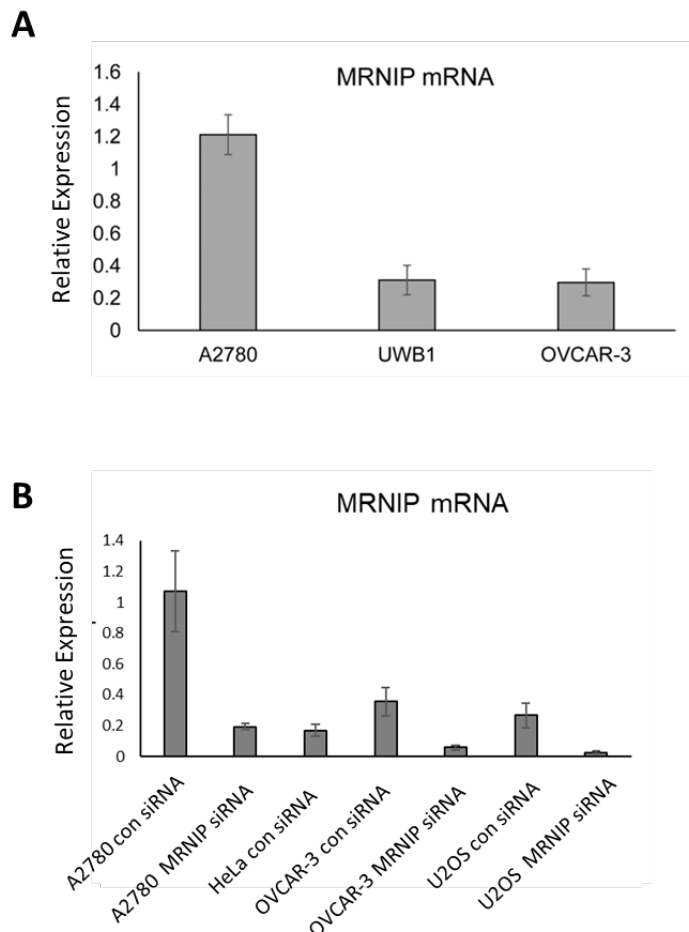 A
MRNIP mRNA
Relative Expression
1.6
1.4
1.2
1
0.8
0.6
0.4
0.2
0
A2780 UWB1 OVCAR-3
B
MRNIP mRNA
Relative Expression
1.4
1.2
1
0.8
0.6
0.4
0.2
0
A2780 con siRNA
A2780 MRNIP siRNA
HeLa con siRNA
OVCAR-3 con siRNA
OVCAR-3 MRNIP siRNA
U2OS con siRNA
U2OS MRNIP siRNA